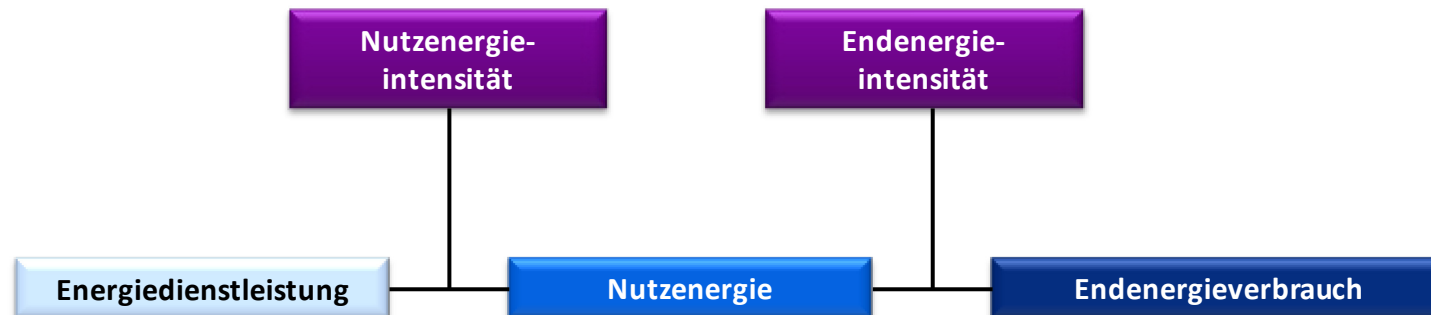 Nutzenergie-
intensität
Endenergie-
intensität
Energiedienstleistung
Nutzenergie
Endenergieverbrauch